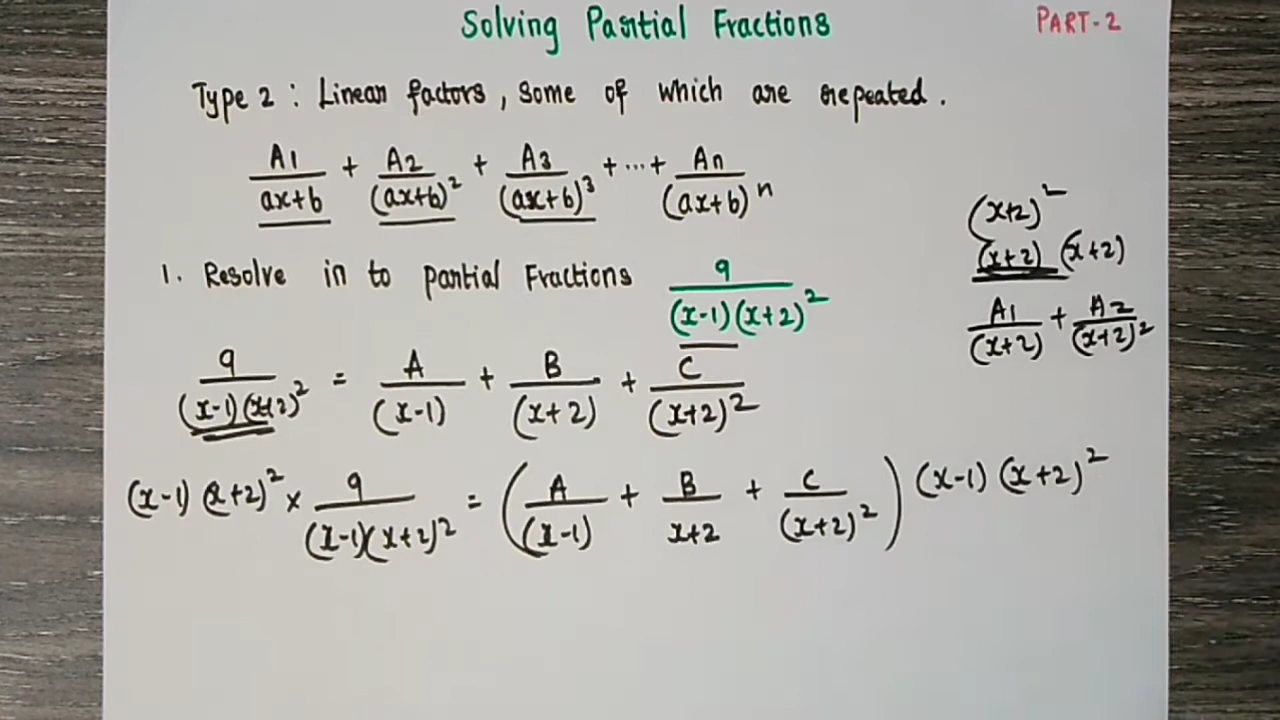 Solving Partial Fractions PART-2
Type 2 : Linear factors, some of which are repeated.
A1/(ax+b) + A2/(ax+b)² + A3/(ax+b)³ + ... + An/(ax+b)ⁿ
(x+2)²
(x+2) (x+2)
A1/(x+2) + A2/(x+2)²
1. Resolve in to partial Fractions 9/((x-1)(x+2)²)
9/((x-1)(x+2)²) = A/(x-1) + B/(x+2) + C/(x+2)²
(x-1) (x+2)² × 9/((x-1)(x+2)²) = (A/(x-1) + B/(x+2) + C/(x+2)²) (x-1) (x+2)²